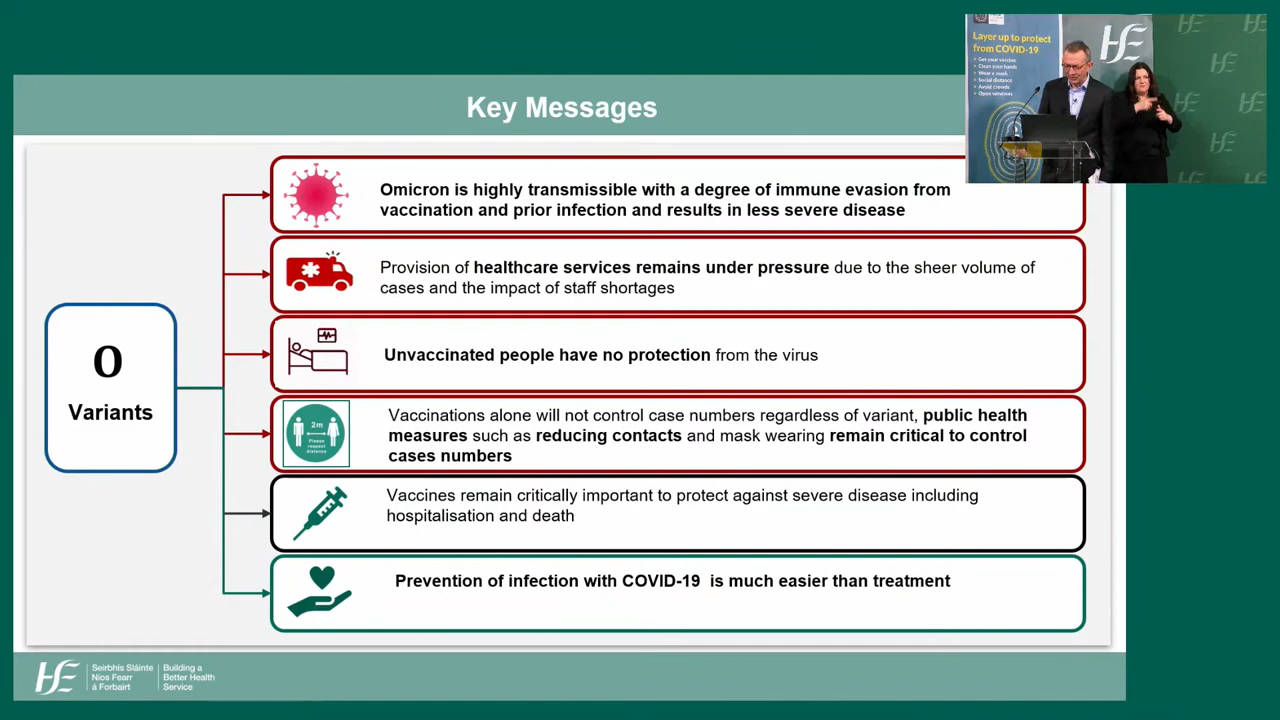 Key Messages
Layer up to protect
from COVID-19
Get your vaccine
Clean your hands
Wear a mask
Social distance
Avoid crowds
Open windows
Omicron is highly transmissible with a degree of immune evasion from
vaccination and prior infection and results in less severe disease
Provision of healthcare services remains under pressure due to the sheer volume of
cases and the impact of staff shortages
O
Variants
Unvaccinated people have no protection from the virus
2m
Please
respect
distance
Vaccinations alone will not control case numbers regardless of variant, public health
measures such as reducing contacts and mask wearing remain critical to control
cases numbers
Vaccines remain critically important to protect against severe disease including
hospitalisation and death
Prevention of infection with COVID-19 is much easier than treatment
Seirbhís Sláinte
Níos Fearr
á Forbairt
Building a
Better Health
Service